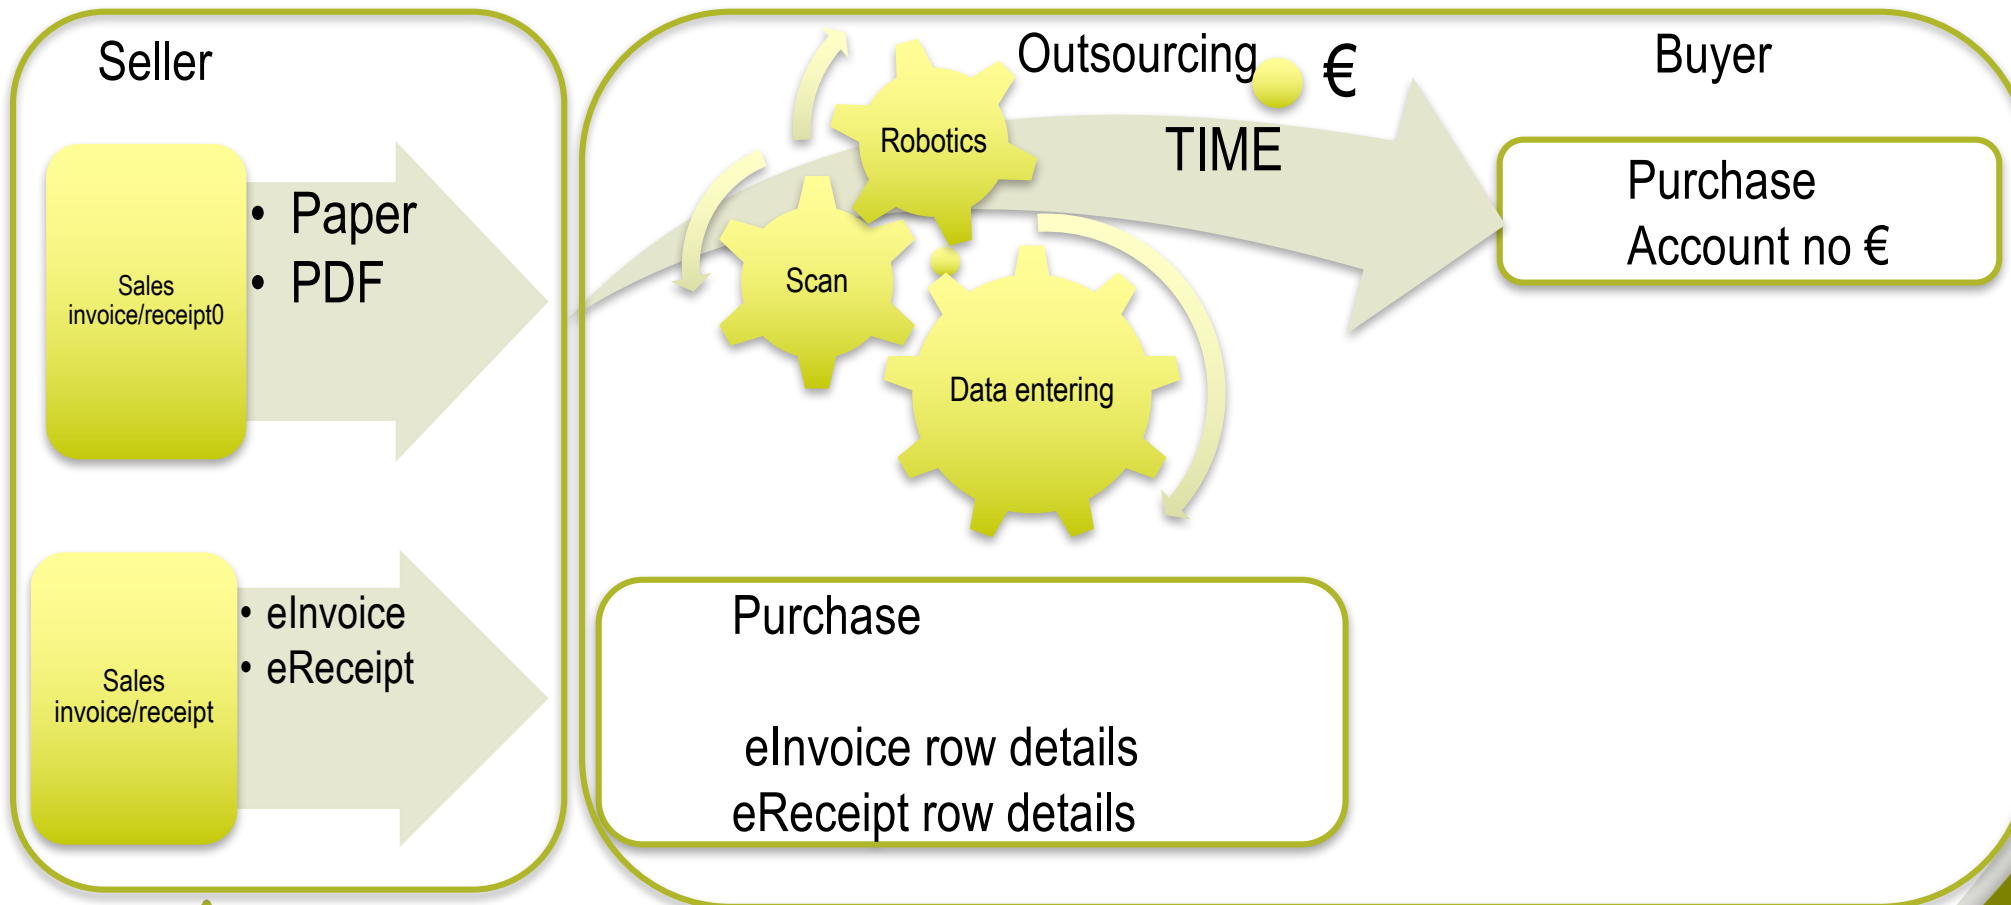 Seller
Sales
invoice/receipt0
• Paper
• PDF
Sales
invoice/receipt
• eInvoice
• eReceipt
Outsourcing €
TIME
Robotics
Scan
Data entering
Buyer
Purchase
Account no €
Purchase
eInvoice row details
eReceipt row details